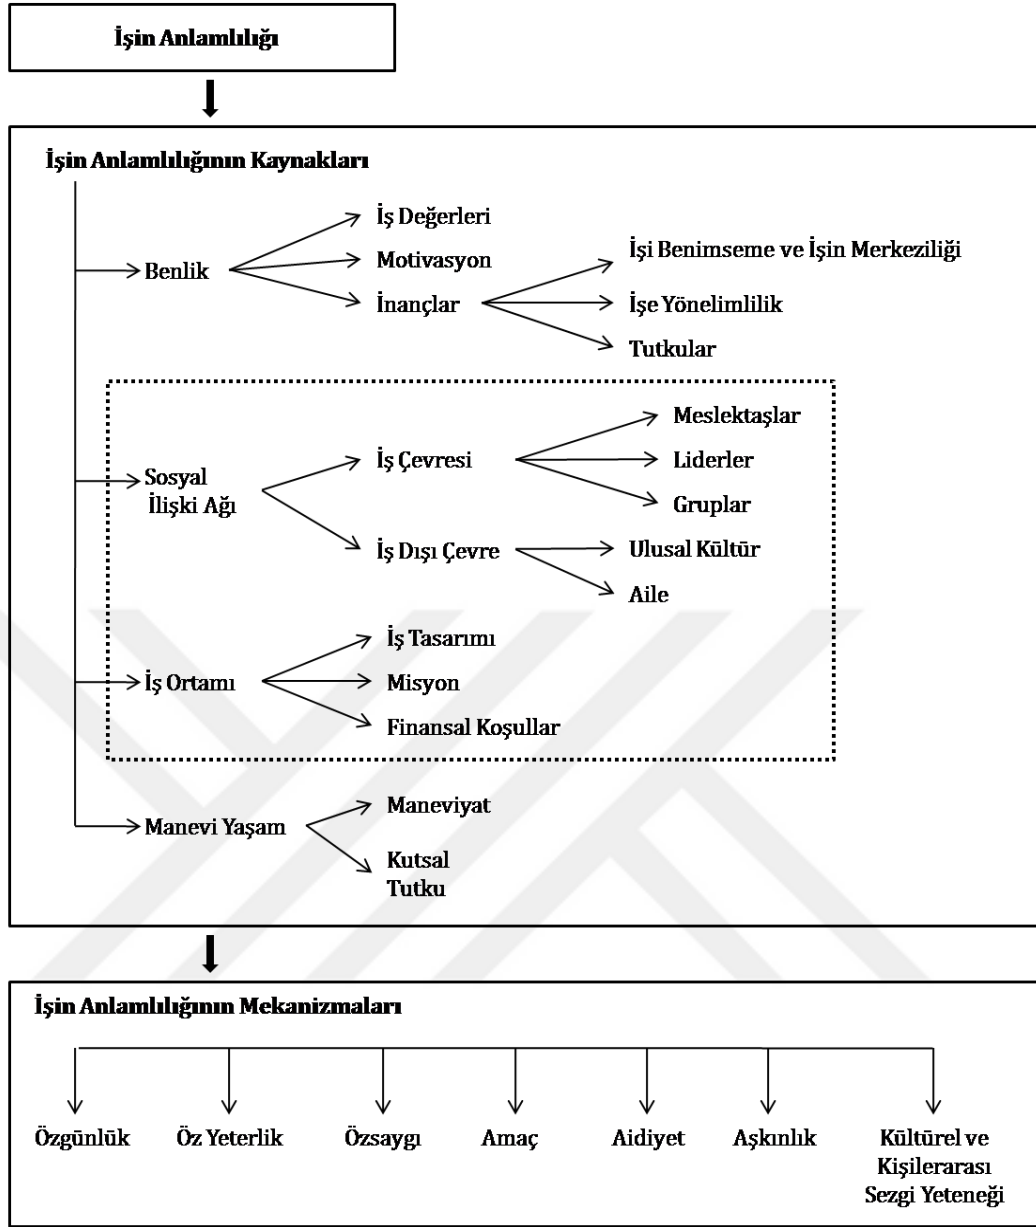 İşin Anlamlılığı
İşin Anlamlılığının Kaynakları
Benlik
İş Değerleri
Motivasyon
İnançlar
İşi Benimseme ve İşin Merkeziliği
İşe Yönelimlilik
Tutkular
Sosyal
İlişki Ağı
İş Çevresi
Meslektaşlar
Liderler
Gruplar
İş Dışı Çevre
Ulusal Kültür
Aile
İş Ortamı
İş Tasarımı
Misyon
Finansal Koşullar
Manevi Yaşam
Maneviyat
Kutsal
Tutku
İşin Anlamlılığının Mekanizmaları
Özgünlük
Öz Yeterlik
Özsaygı
Amaç
Aidiyet
Aşkınlık
Kültürel ve
Kişilerarası
Sezgi Yeteneği